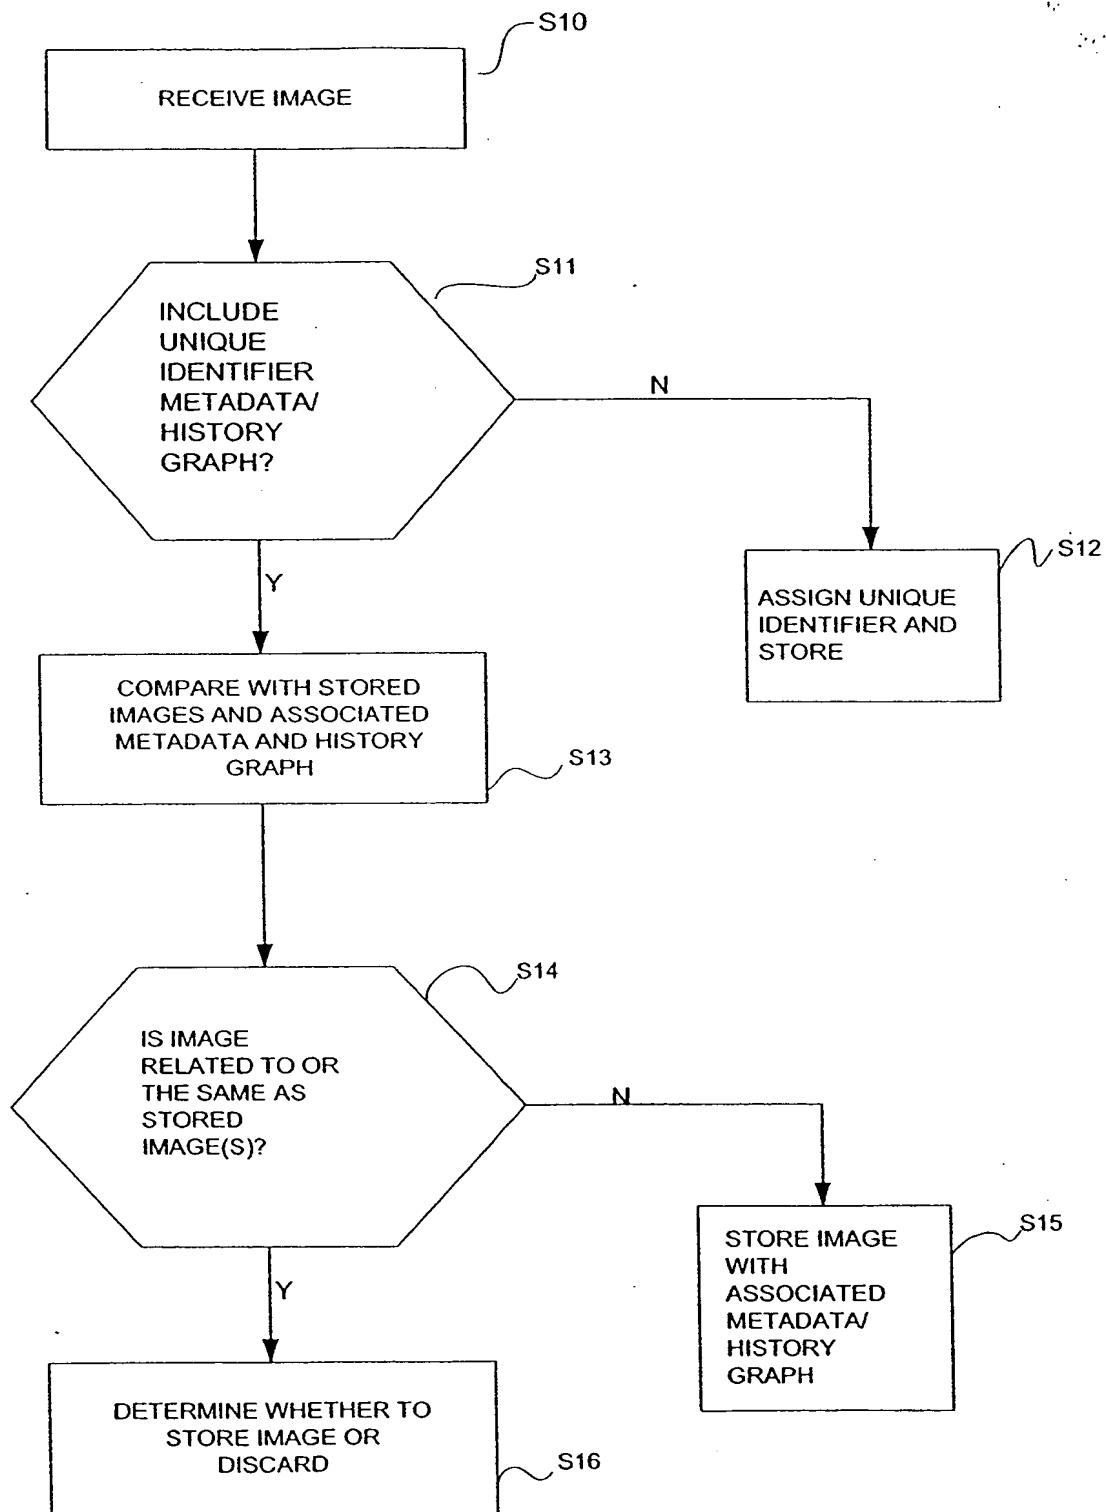 S10
RECEIVE IMAGE
S11
INCLUDE
UNIQUE
IDENTIFIER
METADATA/
HISTORY
GRAPH?
N
S12
ASSIGN UNIQUE
IDENTIFIER AND
STORE
Y
COMPARE WITH STORED
IMAGES AND ASSOCIATED
METADATA AND HISTORY
GRAPH
S13
S14
IS IMAGE
RELATED TO OR
THE SAME AS
STORED
IMAGE(S)?
N
S15
STORE IMAGE
WITH
ASSOCIATED
METADATA/
HISTORY
GRAPH
Y
DETERMINE WHETHER TO
STORE IMAGE OR
DISCARD
S16